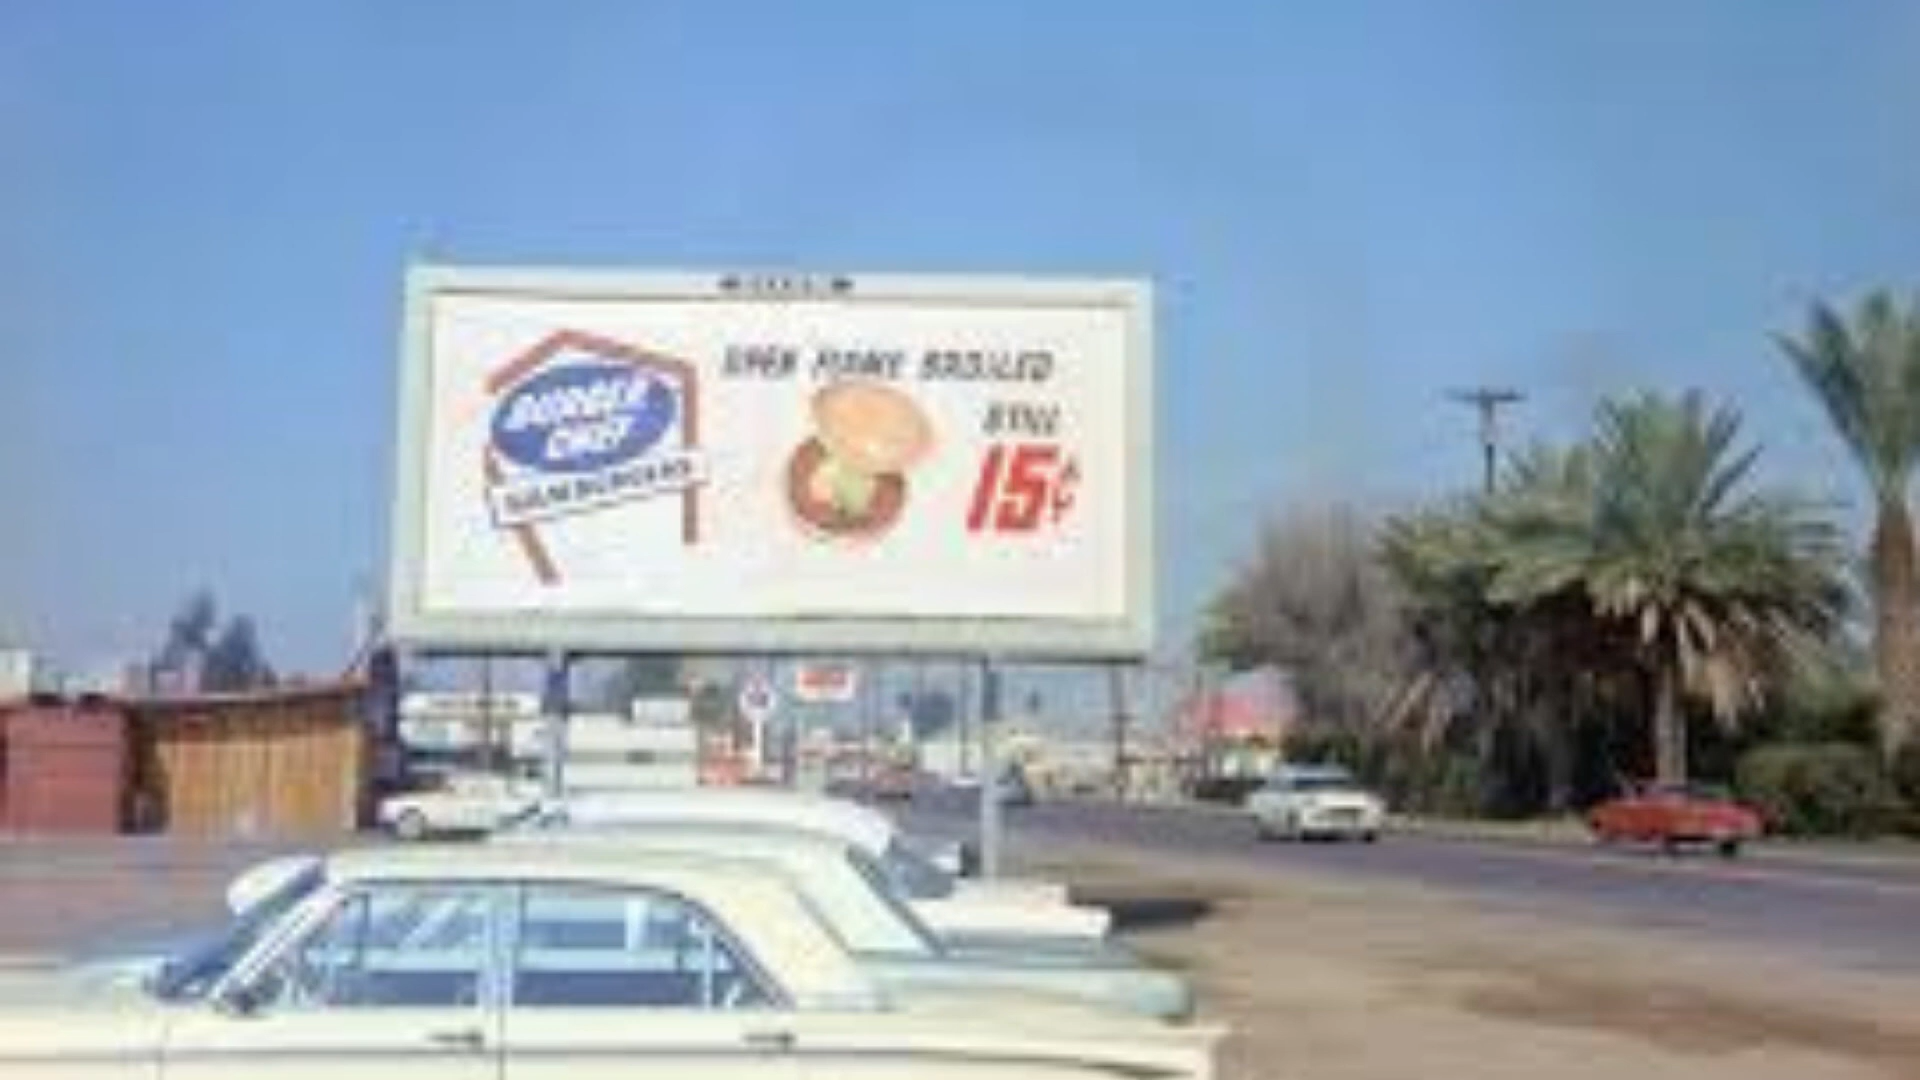 BURGER
CHEF
HAMBURGERS
OPEN FLAME BROILED
STILL
15¢